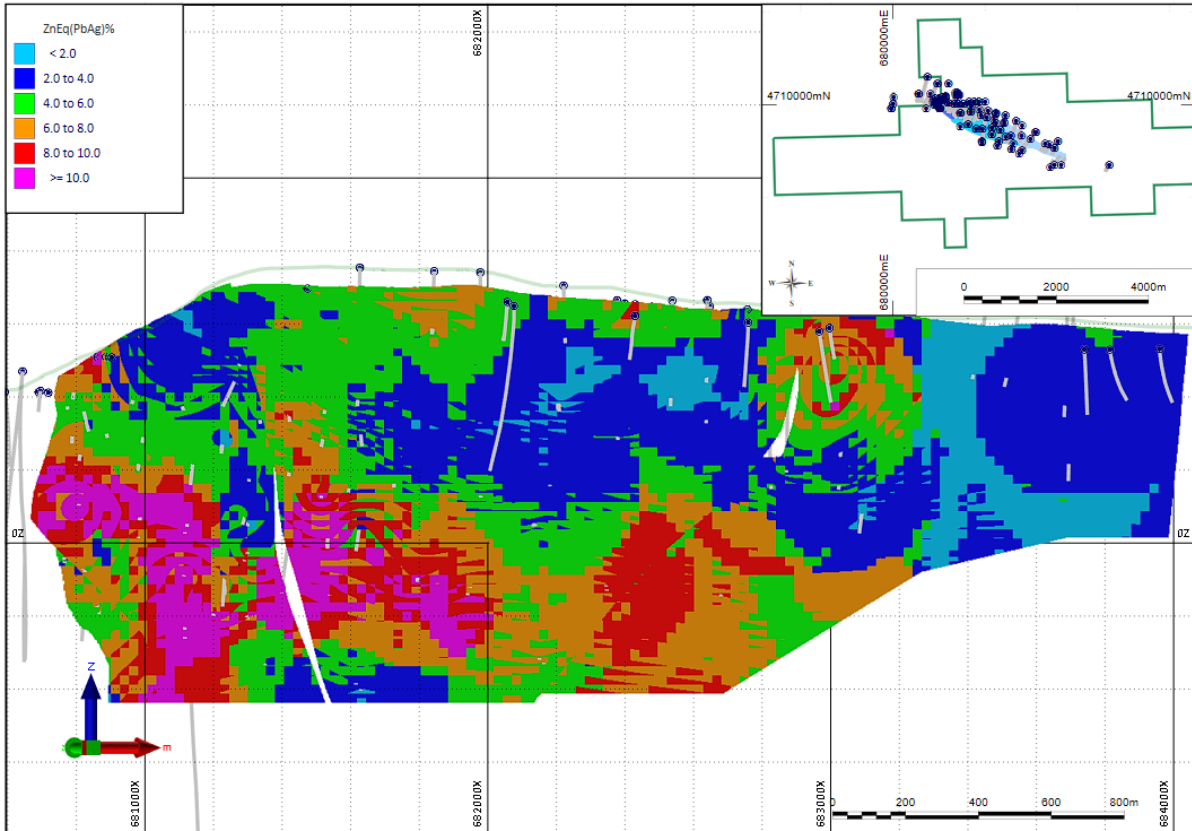 ZnEq(PbAg)%
< 2.0
2.0 to 4.0
4.0 to 6.0
6.0 to 8.0
8.0 to 10.0
>= 10.0
682000X
680000mE
4710000mN
4710000mN
N
W E
S
680000mE
0 2000 4000m
0Z
0Z
Z
m
681000X
682000X
683000X
684000X
0 200 400 600 800m